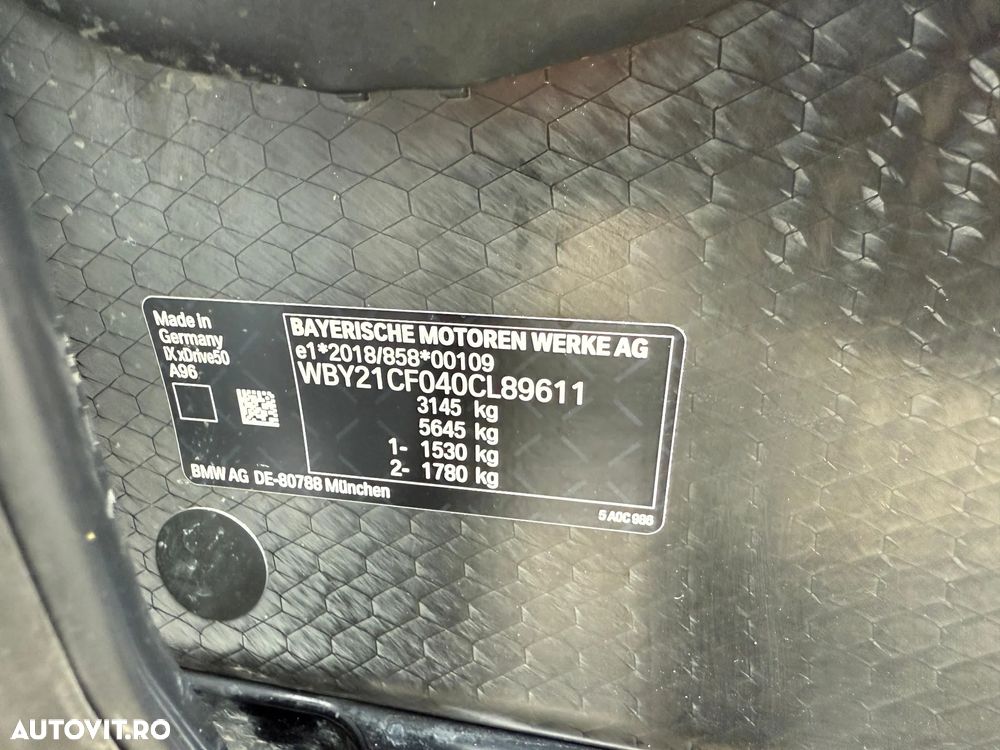 Made in
Germany
iX xDrive50
A96
BAYERISCHE MOTOREN WERKE AG
e1*2018/858*00109
WBY21CF040CL89611
3145 kg
5645 kg
1- 1530 kg
2- 1780 kg
BMW AG DE-80788 München
5 A0C 986
AUTOVIT.RO